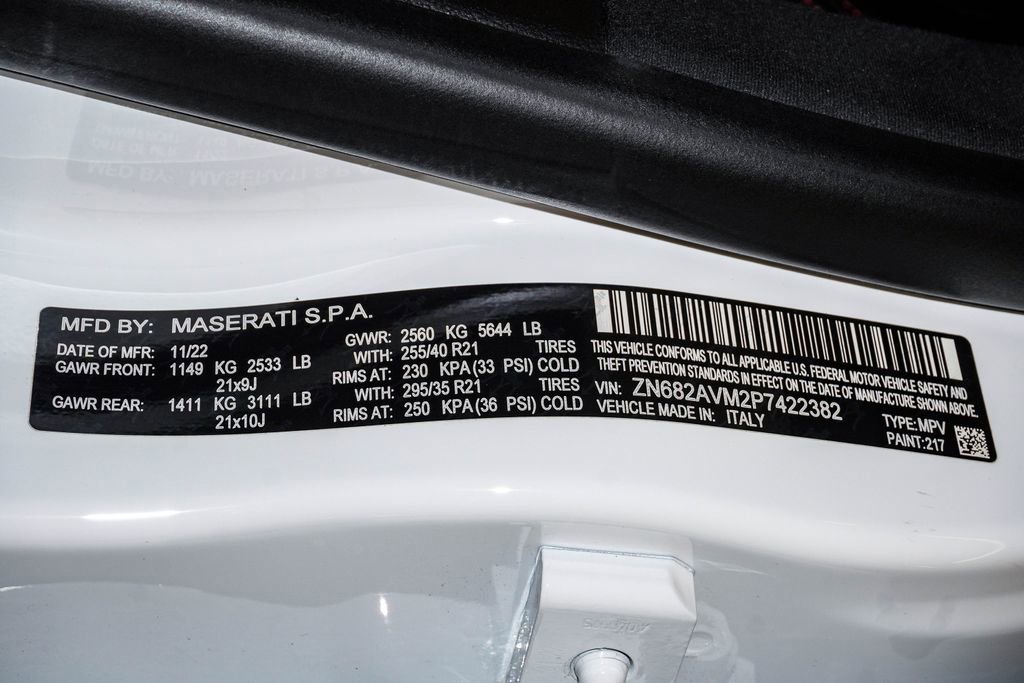 MFD BY: MASERATI S.P.A.
DATE OF MFR: 11/22
GAWR FRONT: 1149 KG 2533 LB
21x9J
GAWR REAR: 1411 KG 3111 LB
21x10J
GVWR: 2560 KG 5644 LB
WITH: 255/40 R21 TIRES
RIMS AT: 230 KPA (33 PSI) COLD
WITH: 295/35 R21 TIRES
RIMS AT: 250 KPA (36 PSI) COLD
THIS VEHICLE CONFORMS TO ALL APPLICABLE U.S. FEDERAL MOTOR VEHICLE SAFETY AND
THEFT PREVENTION STANDARDS IN EFFECT ON THE DATE OF MANUFACTURE SHOWN ABOVE.
VIN: ZN682AVM2P7422382
VEHICLE MADE IN: ITALY
TYPE: MPV
PAINT: 217